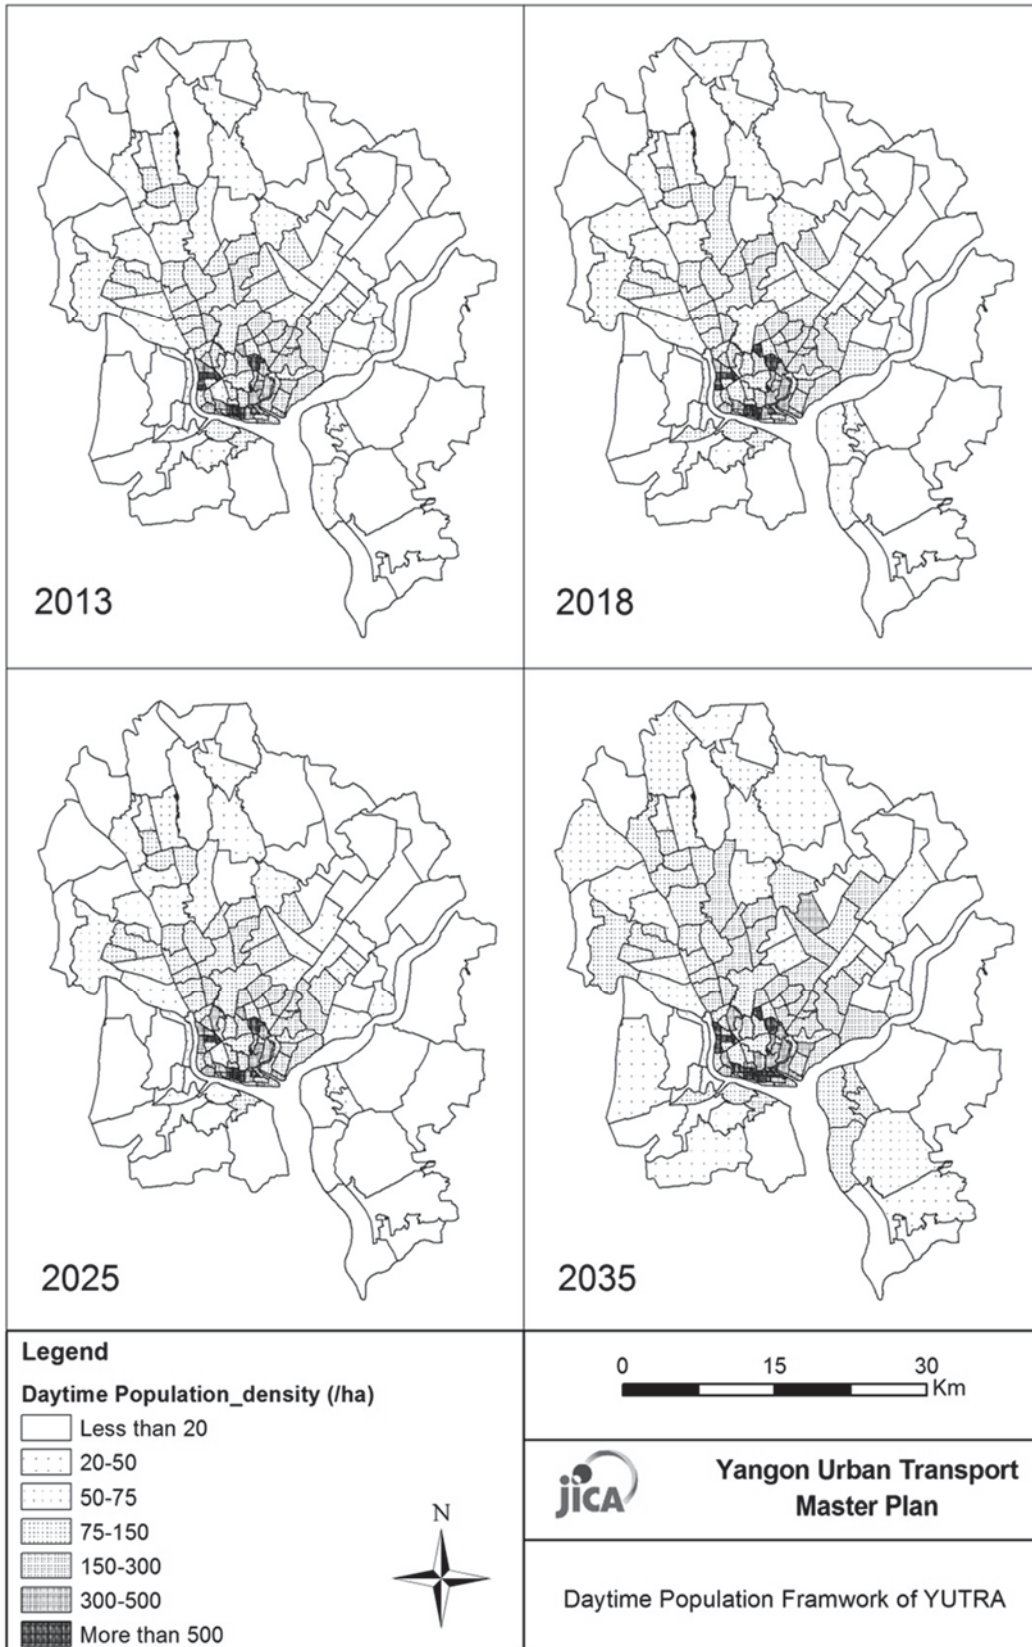 2013
2018
2025
2035
Legend
Daytime Population_density (/ha)
Less than 20
20-50
50-75
75-150
150-300
300-500
More than 500
N
0 15 30
Km
JICA
Yangon Urban Transport
Master Plan
Daytime Population Framwork of YUTRA